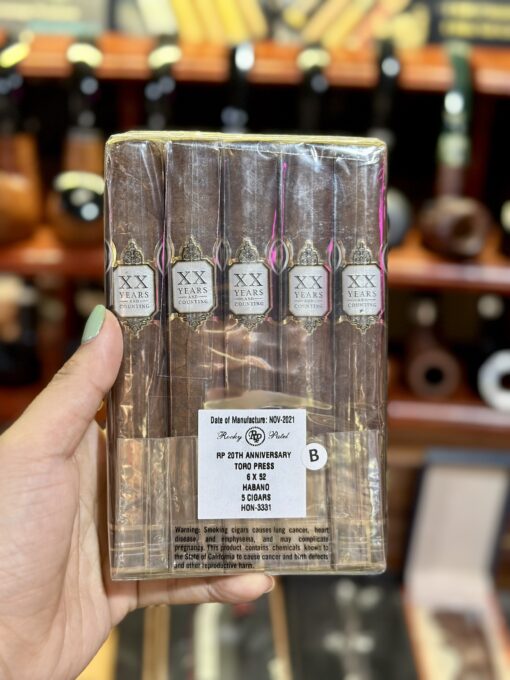 XX
YEARS
AND
COUNTING
XX
YEARS
AND
COUNTING
XX
YEARS
AND
COUNTING
XX
YEARS
AND
COUNTING
XX
YEARS
AND
COUNTING
Date of Manufacture: NOV-2021
Rocky RP Patel
RP 20TH ANNIVERSARY
TORO PRESS
6 X 52
HABANO
5 CIGARS
HON-3331
B
Warning: Smoking cigars causes lung cancer, heart
disease and emphysema, and may complicate
pregnancy. This product contains chemicals known to
the State of California to cause cancer and birth defects
and other reproductive harm.